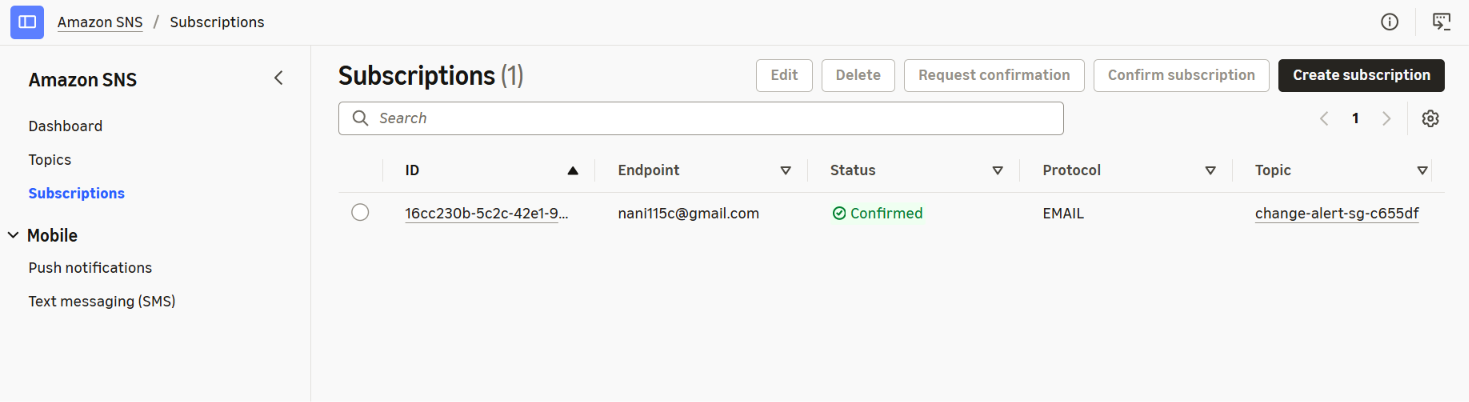 Amazon SNS / Subscriptions
Amazon SNS
Dashboard
Topics
Subscriptions
Mobile
Push notifications
Text messaging (SMS)
Subscriptions (1)
Edit
Delete
Request confirmation
Confirm subscription
Create subscription
Search
1
ID Endpoint Status Protocol Topic
16cc230b-5c2c-42e1-9... nani115c@gmail.com Confirmed EMAIL change-alert-sg-c655df